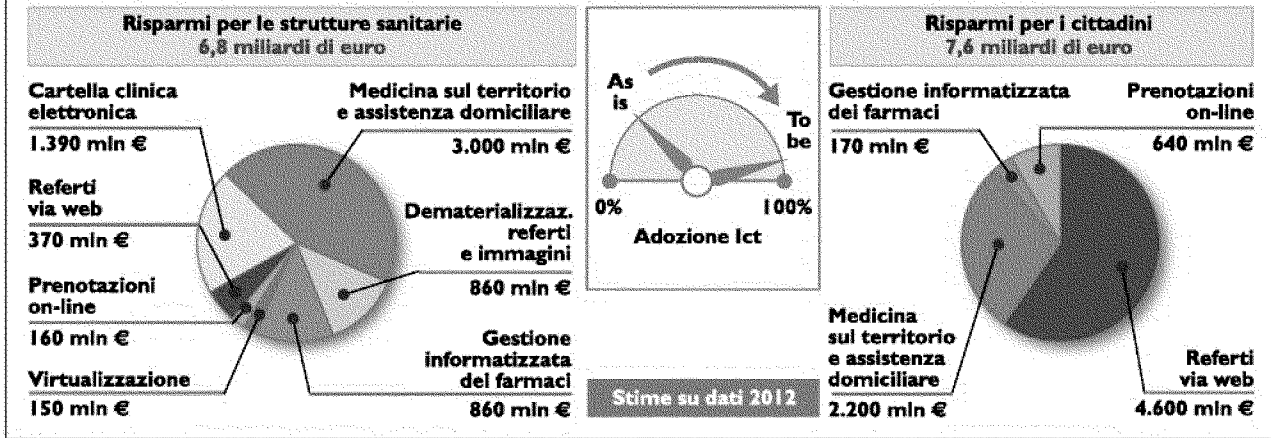 Risparmi per le strutture sanitarie
6,8 miliardi di euro
Cartella clinica
elettronica
1.390 mln €
Referti
via web
370 mln €
Prenotazioni
on-line
160 mln €
Virtualizzazione
150 mln €
Medicina sul territorio
e assistenza domiciliare
3.000 mln €
Dematerializzaz.
referti
e immagini
860 mln €
Gestione
informatizzata
dei farmaci
860 mln €
As
is
To
be
0%
100%
Adozione Ict
Stime su dati 2012
Risparmi per i cittadini
7,6 miliardi di euro
Gestione informatizzata
dei farmaci
170 mln €
Prenotazioni
on-line
640 mln €
Medicina
sul territorio
e assistenza
domiciliare
2.200 mln €
Referti
via web
4.600 mln €